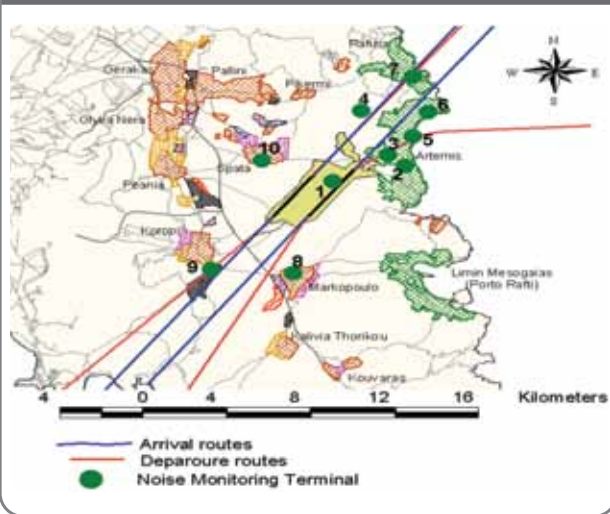 N
W E
S
Rafina
Gerakas
Pallini
Pikermi
7
4
6
Glyka Nera
5
10
3
Artemis
Spata
2
1
Peania
Koropi
8
9
Limin Mesogaias
(Porto Rafti)
Markopoulo
Kalivia Thorikou
Kouvaras
4 0 4 8 12 16 Kilometers
Arrival routes
Deparoure routes
Noise Monitoring Terminal